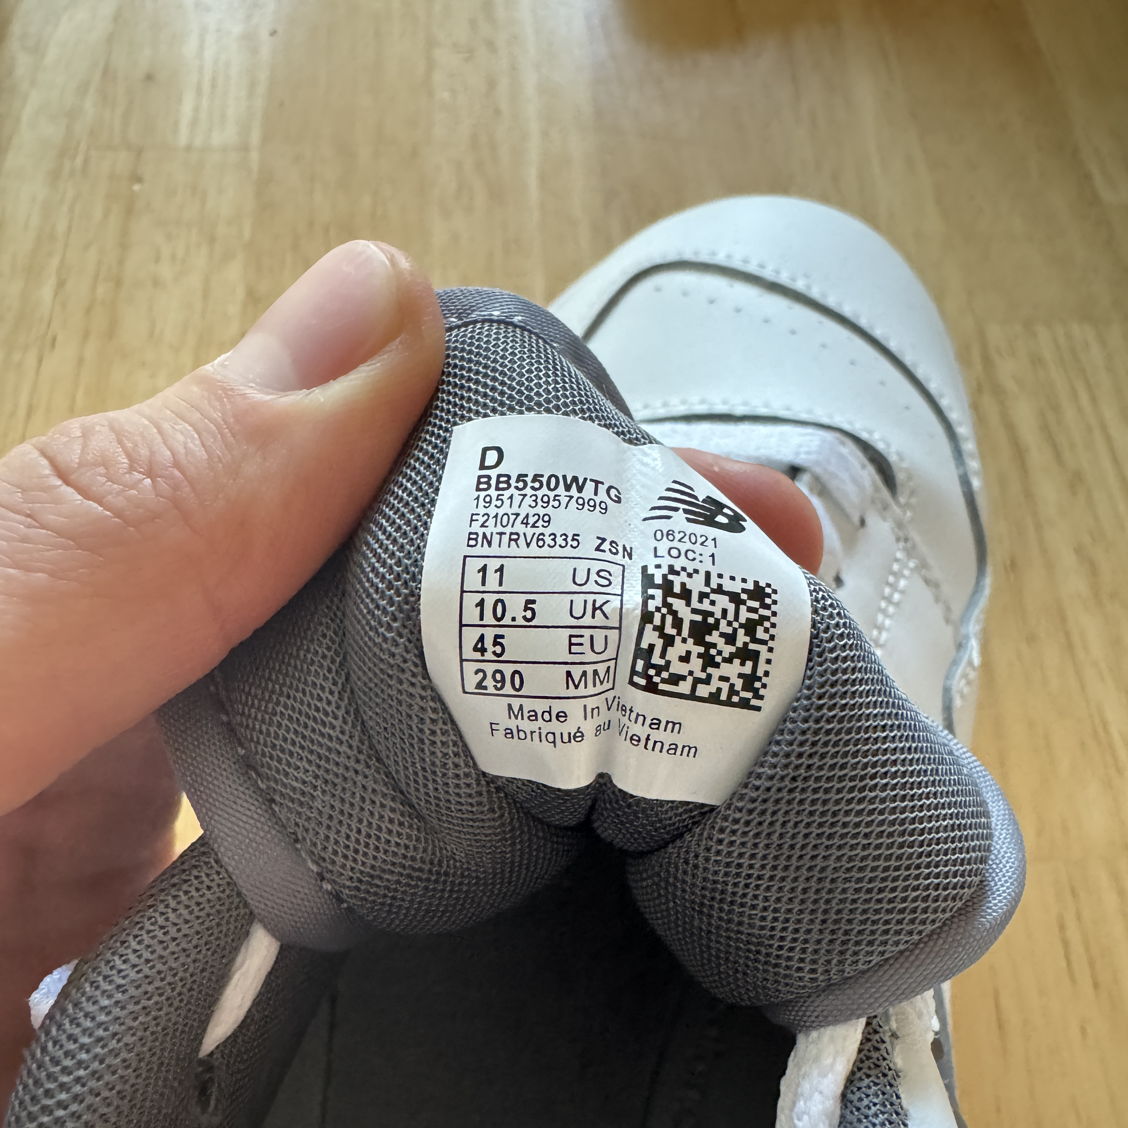 D
BB550WTG
195173957999
F2107429
BNTRV6335 ZSN
NB
062021
LOC:1
11 US
10.5 UK
45 EU
290 MM
Made In Vietnam
Fabriqué au Vietnam